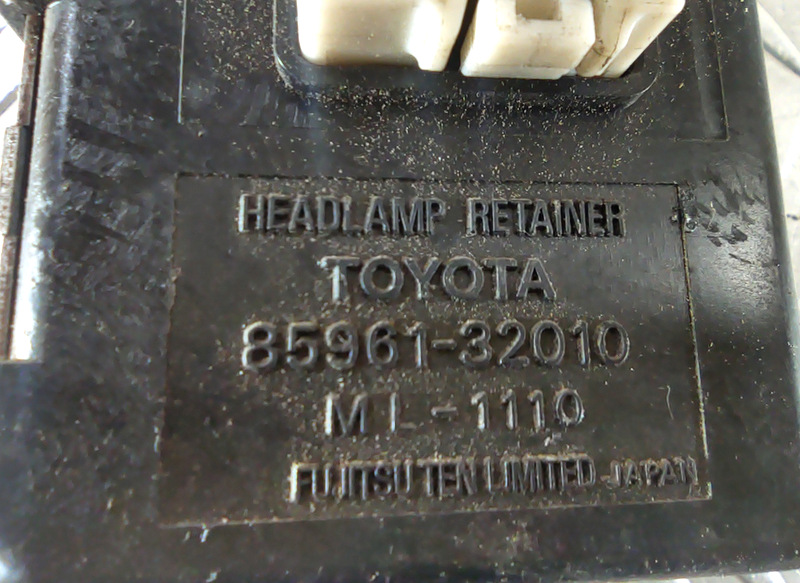 HEADLAMP RETAINER
TOYOTA
85961-32010
ML-1110
FUJITSU TEN LIMITED JAPAN